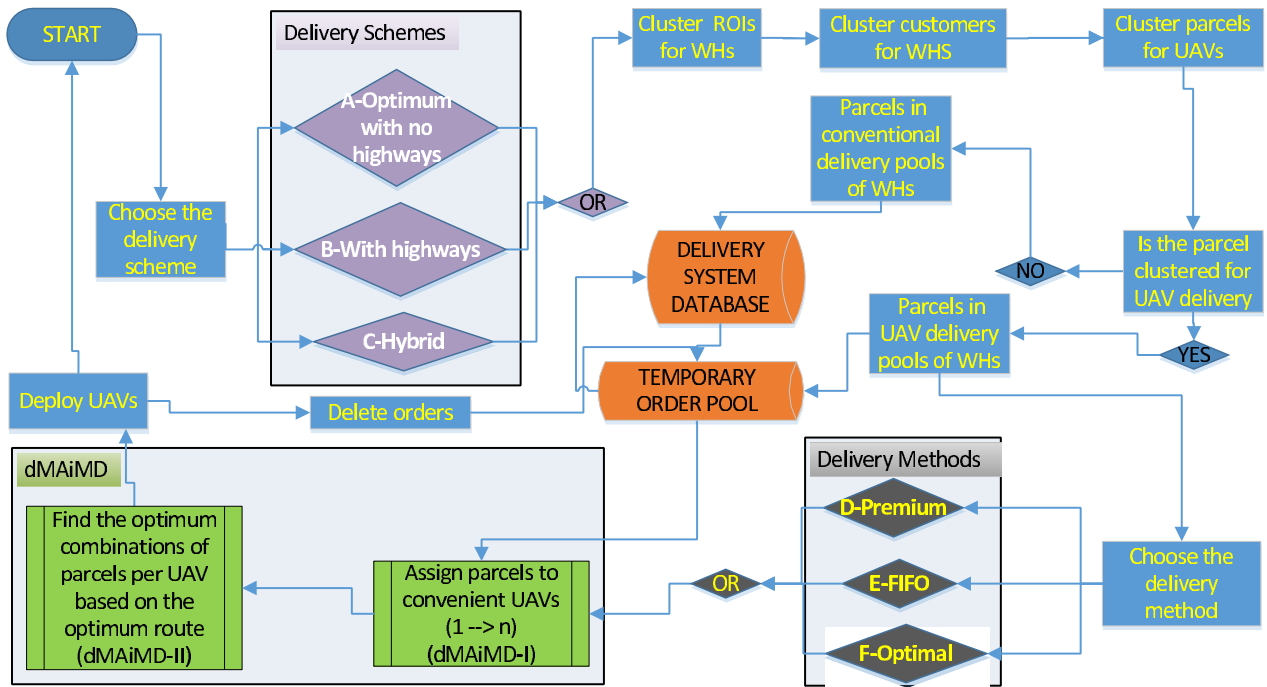 START
Delivery Schemes
Cluster ROIs
for WHs
Cluster customers
for WHS
Cluster parcels
for UAVs
A-Optimum
with no
highways
Parcels in
conventional
delivery pools
of WHs
OR
Choose the
delivery
scheme
B-With highways
DELIVERY
SYSTEM
DATABASE
NO
Is the parcel
clustered for
UAV delivery
C-Hybrid
Parcels in
UAV delivery
pools of WHs
YES
Deploy UAVs
Delete orders
TEMPORARY
ORDER POOL
dMAiMD
Delivery Methods
Find the optimum
combinations of
parcels per UAV
based on the
optimum route
(dMAiMD-II)
Assign parcels to
convenient UAVs
(1 --> n)
(dMAiMD-I)
OR
D-Premium
E-FIFO
F-Optimal
Choose the
delivery
method